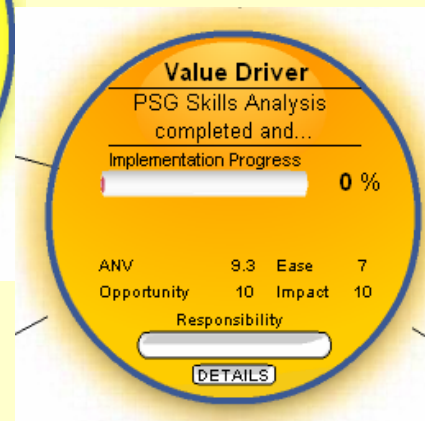 Value Driver
PSG Skills Analysis
completed and...
Implementation Progress
0 %
ANV 9.3 Ease 7
Opportunity 10 Impact 10
Responsibility
DETAILS